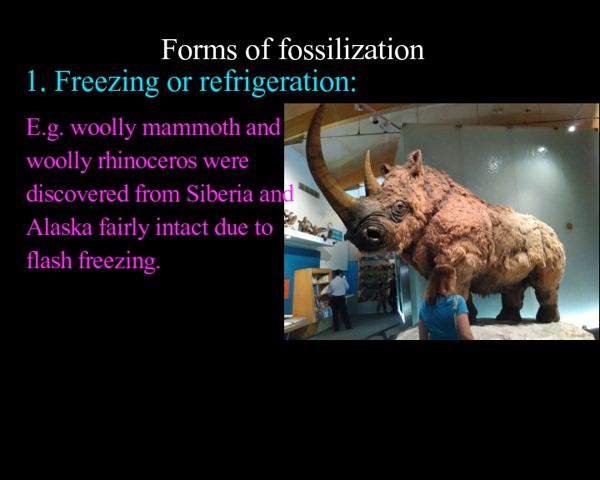 Forms of fossilization
1. Freezing or refrigeration:
E.g. woolly mammoth and
woolly rhinoceros were
discovered from Siberia and
Alaska fairly intact due to
flash freezing.